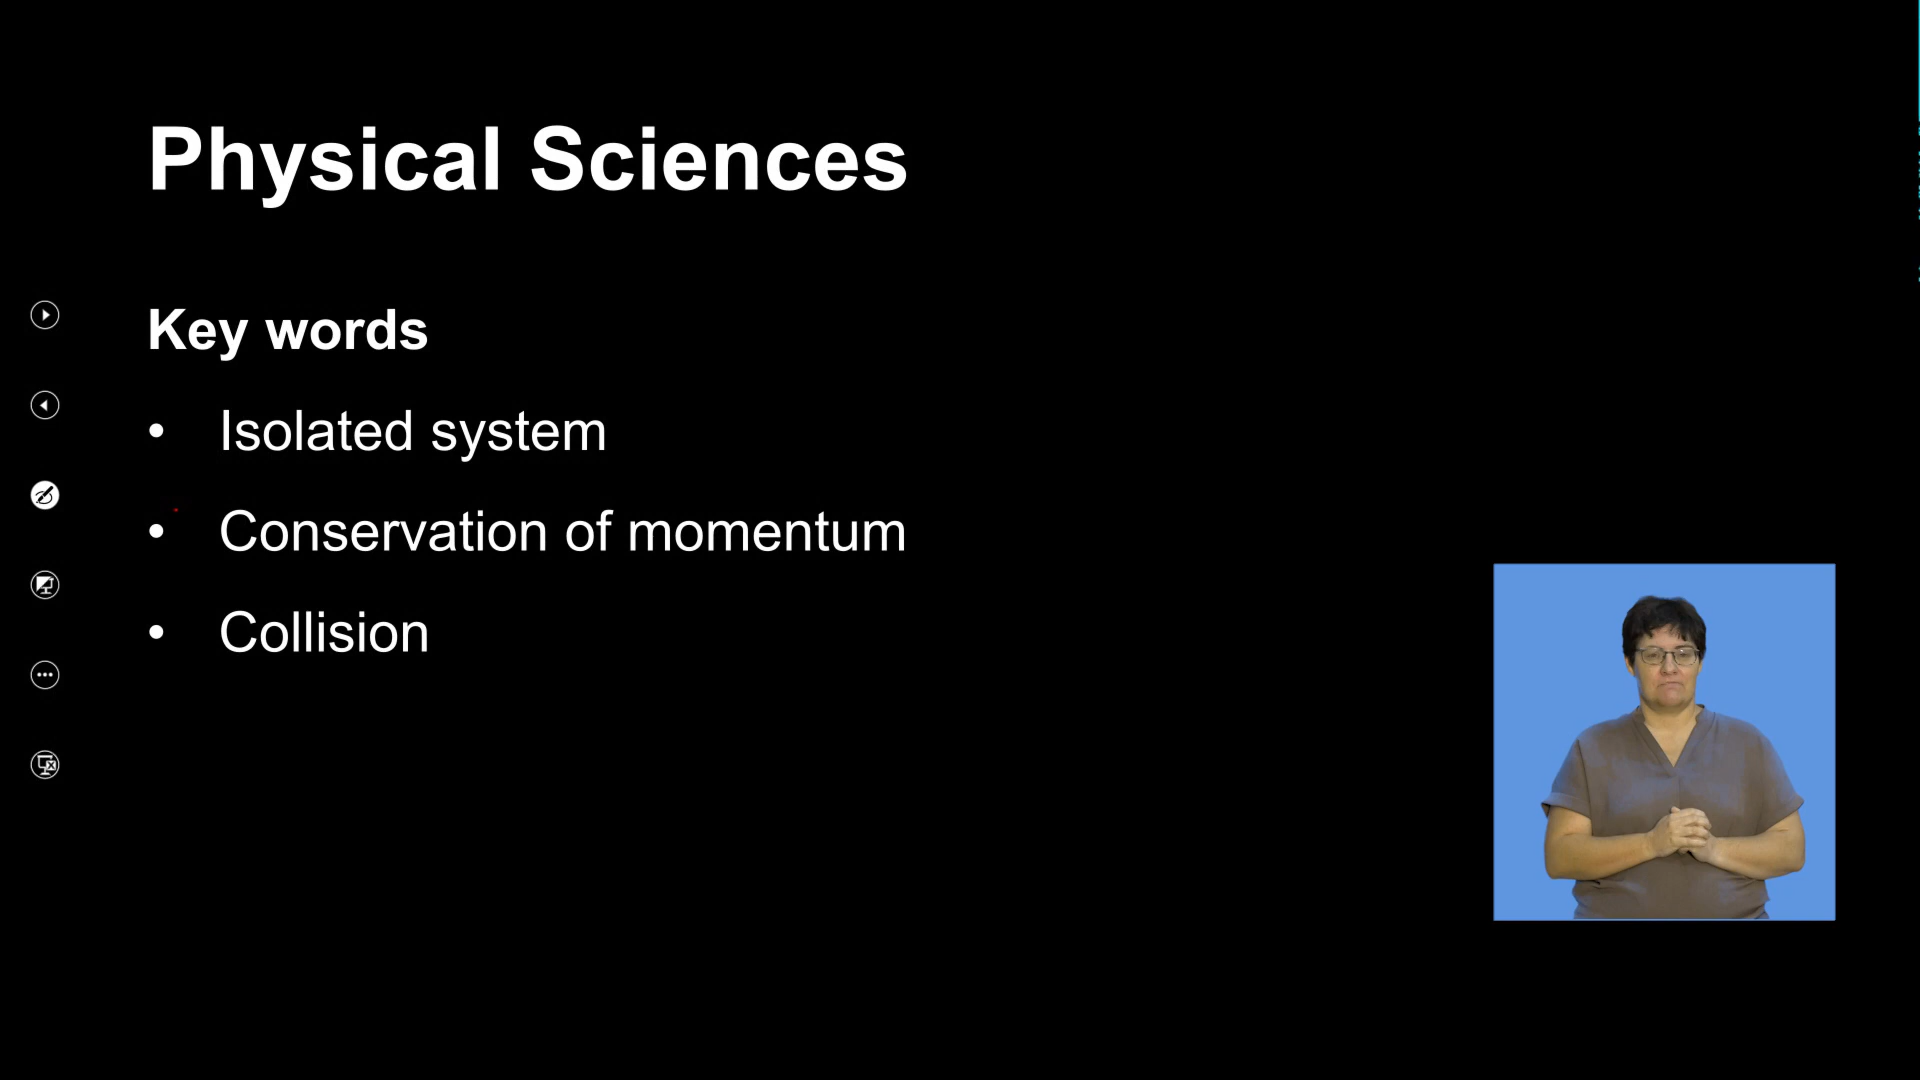 Physical Sciences
Key words
• Isolated system
• Conservation of momentum
• Collision